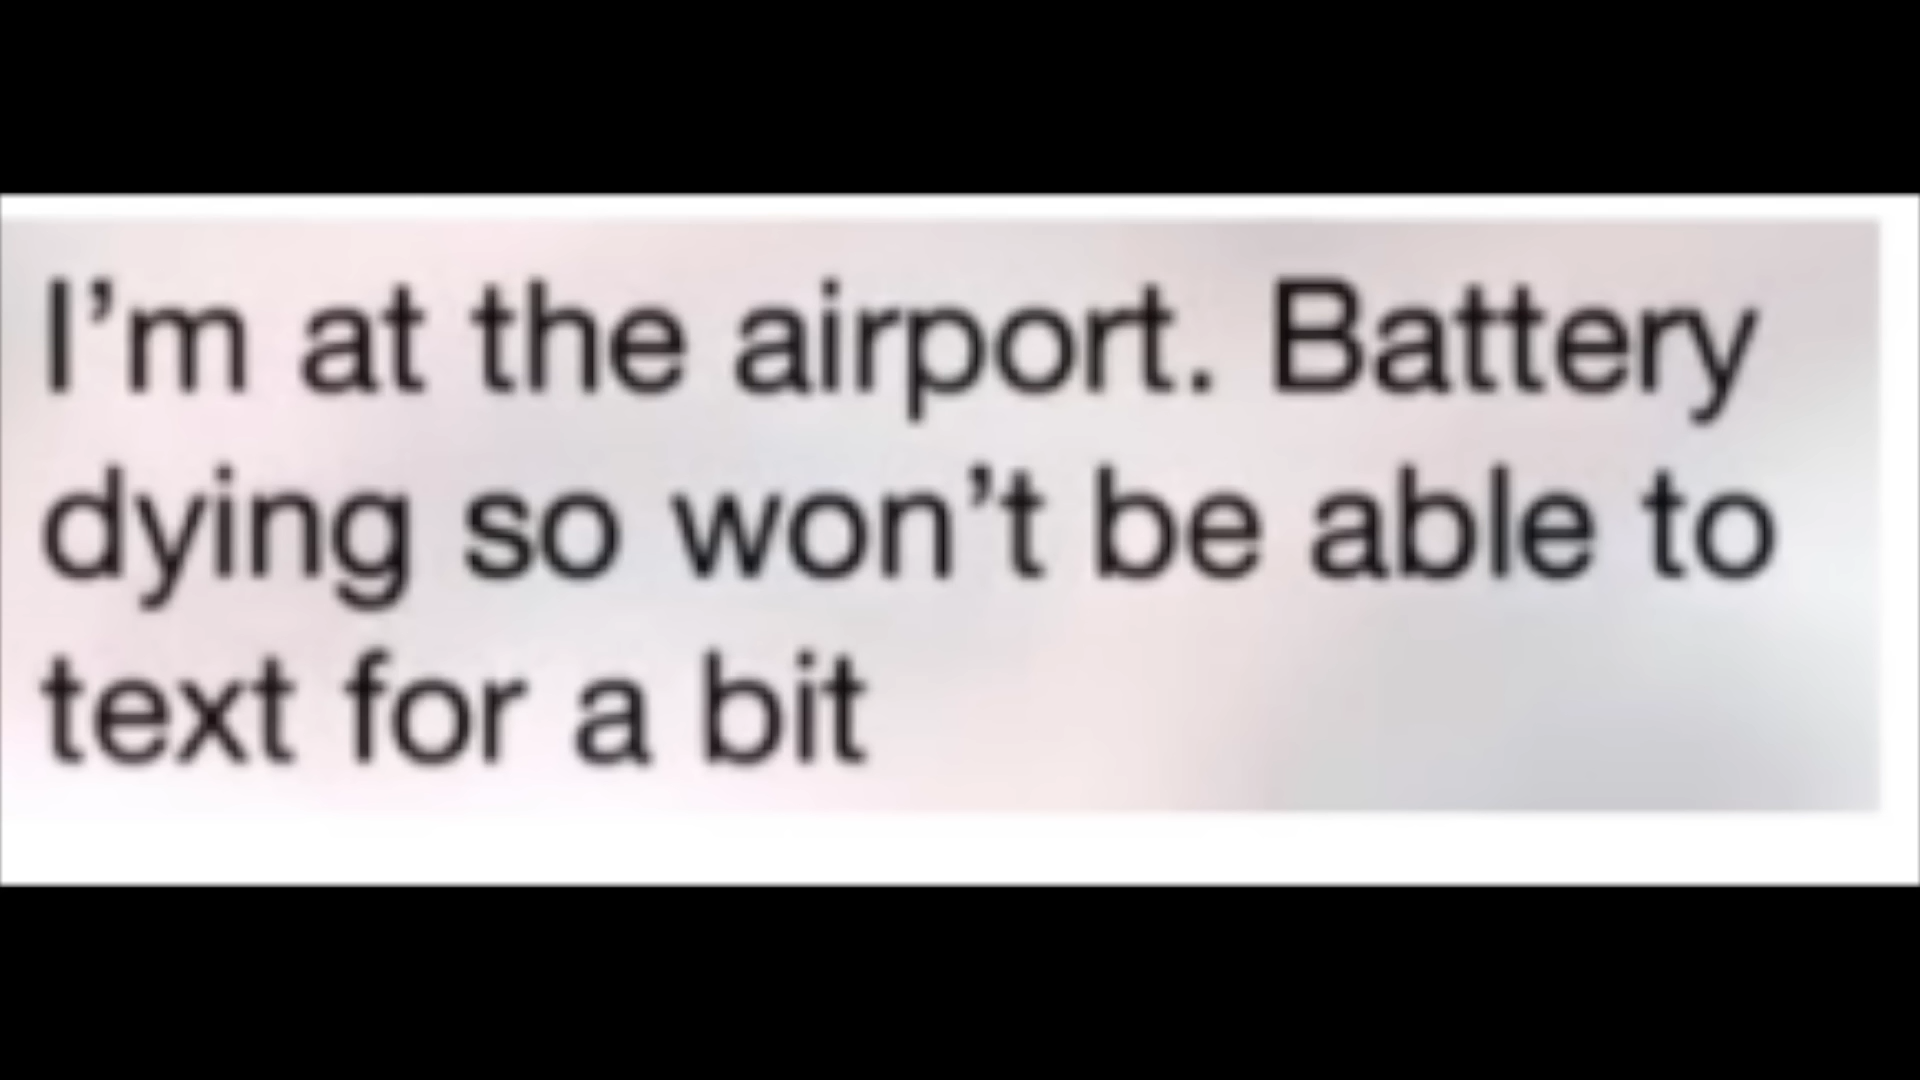 I’m at the airport. Battery
dying so won’t be able to
text for a bit